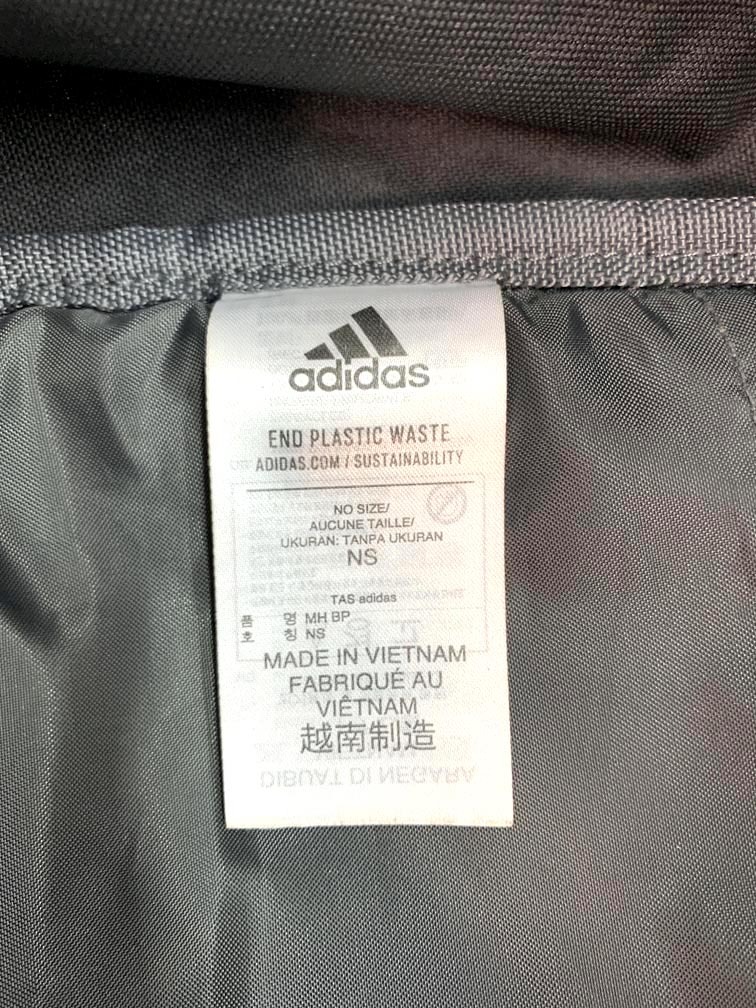 adidas
END PLASTIC WASTE
ADIDAS.COM / SUSTAINABILITY
NO SIZE/
AUCUNE TAILLE/
UKURAN: TANPA UKURAN
NS
TAS adidas
품 명 MH BP
호 칭 NS
MADE IN VIETNAM
FABRIQUÉ AU
VIÊTNAM
越南制造
DIBUAT DI NEGARA